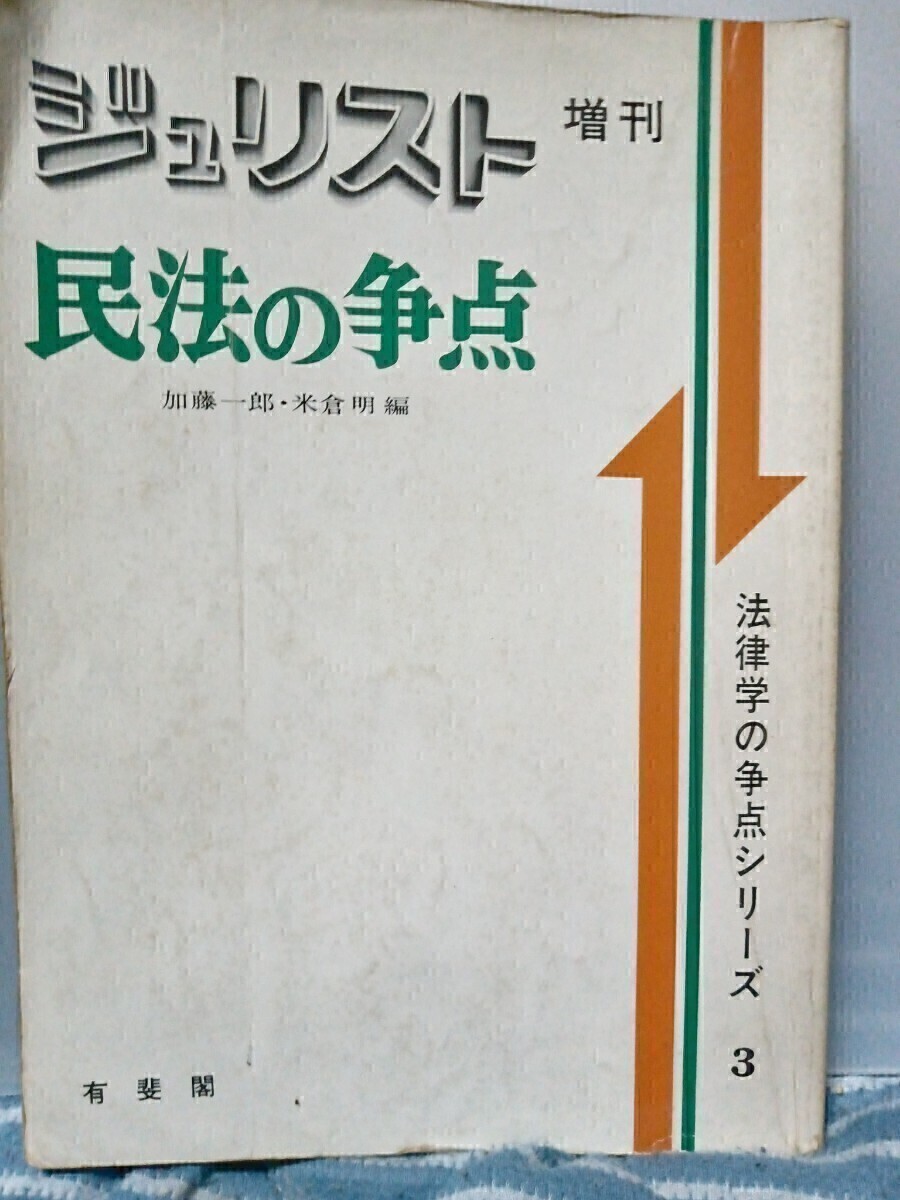 ジュリスト 増刊
民法の争点
加藤一郎・米倉明編
法律学の争点シリーズ 3
有斐閣